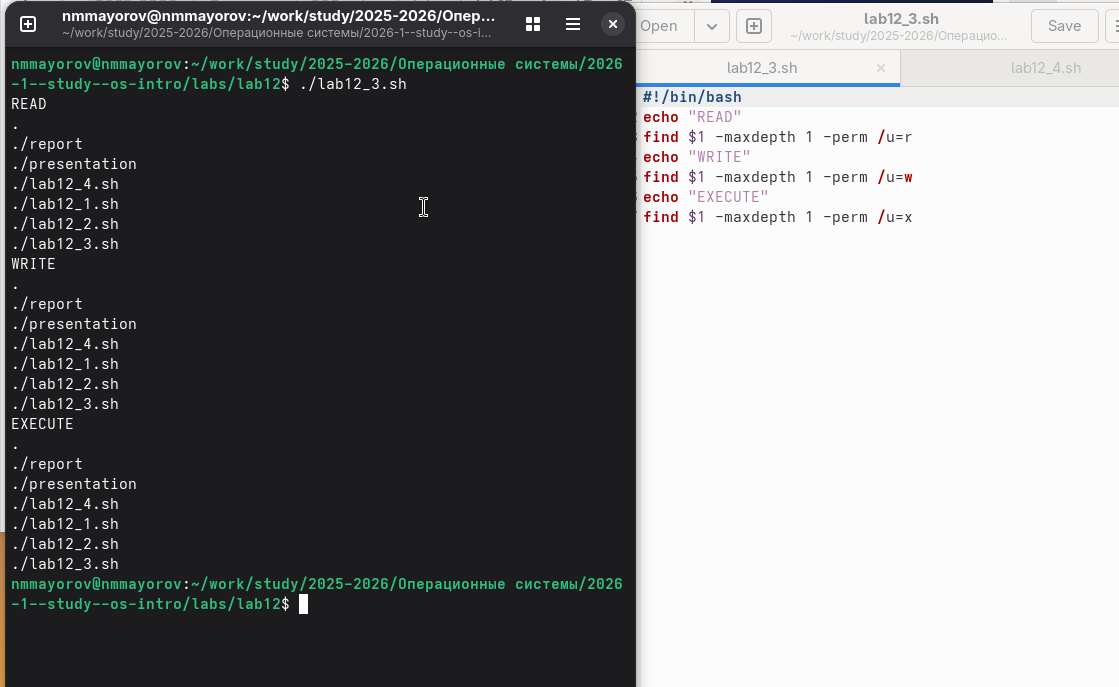 nmmayorov@nmmayorov:~/work/study/2025-2026/Опер...
~/work/study/2025-2026/Операционные системы/2026-1--study--os-i...
nmmayorov@nmmayorov:~/work/study/2025-2026/Операционные системы/2026
-1--study--os-intro/labs/lab12$ ./lab12_3.sh
READ
.
./report
./presentation
./lab12_4.sh
./lab12_1.sh
./lab12_2.sh
./lab12_3.sh
WRITE
.
./report
./presentation
./lab12_4.sh
./lab12_1.sh
./lab12_2.sh
./lab12_3.sh
EXECUTE
.
./report
./presentation
./lab12_4.sh
./lab12_1.sh
./lab12_2.sh
./lab12_3.sh
nmmayorov@nmmayorov:~/work/study/2025-2026/Операционные системы/2026
-1--study--os-intro/labs/lab12$
Open
lab12_3.sh
~/work/study/2025-2026/Операцио...
Save
lab12_3.sh
lab12_4.sh
#!/bin/bash
echo "READ"
find $1 -maxdepth 1 -perm /u=r
echo "WRITE"
find $1 -maxdepth 1 -perm /u=w
echo "EXECUTE"
find $1 -maxdepth 1 -perm /u=x